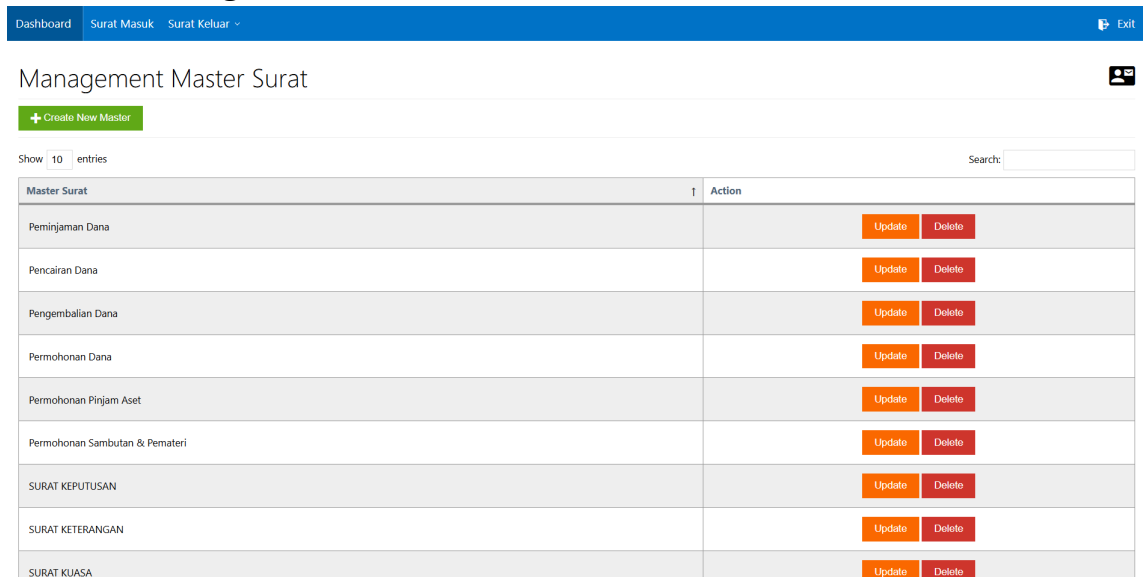 Dashboard Surat Masuk Surat Keluar Exit
Management Master Surat
Create New Master
Show 10 entries Search:
Master Surat ↑ Action
Peminjaman Dana Update Delete
Pencairan Dana Update Delete
Pengembalian Dana Update Delete
Permohonan Dana Update Delete
Permohonan Pinjam Aset Update Delete
Permohonan Sambutan & Pemateri Update Delete
SURAT KEPUTUSAN Update Delete
SURAT KETERANGAN Update Delete
SURAT KUASA Update Delete